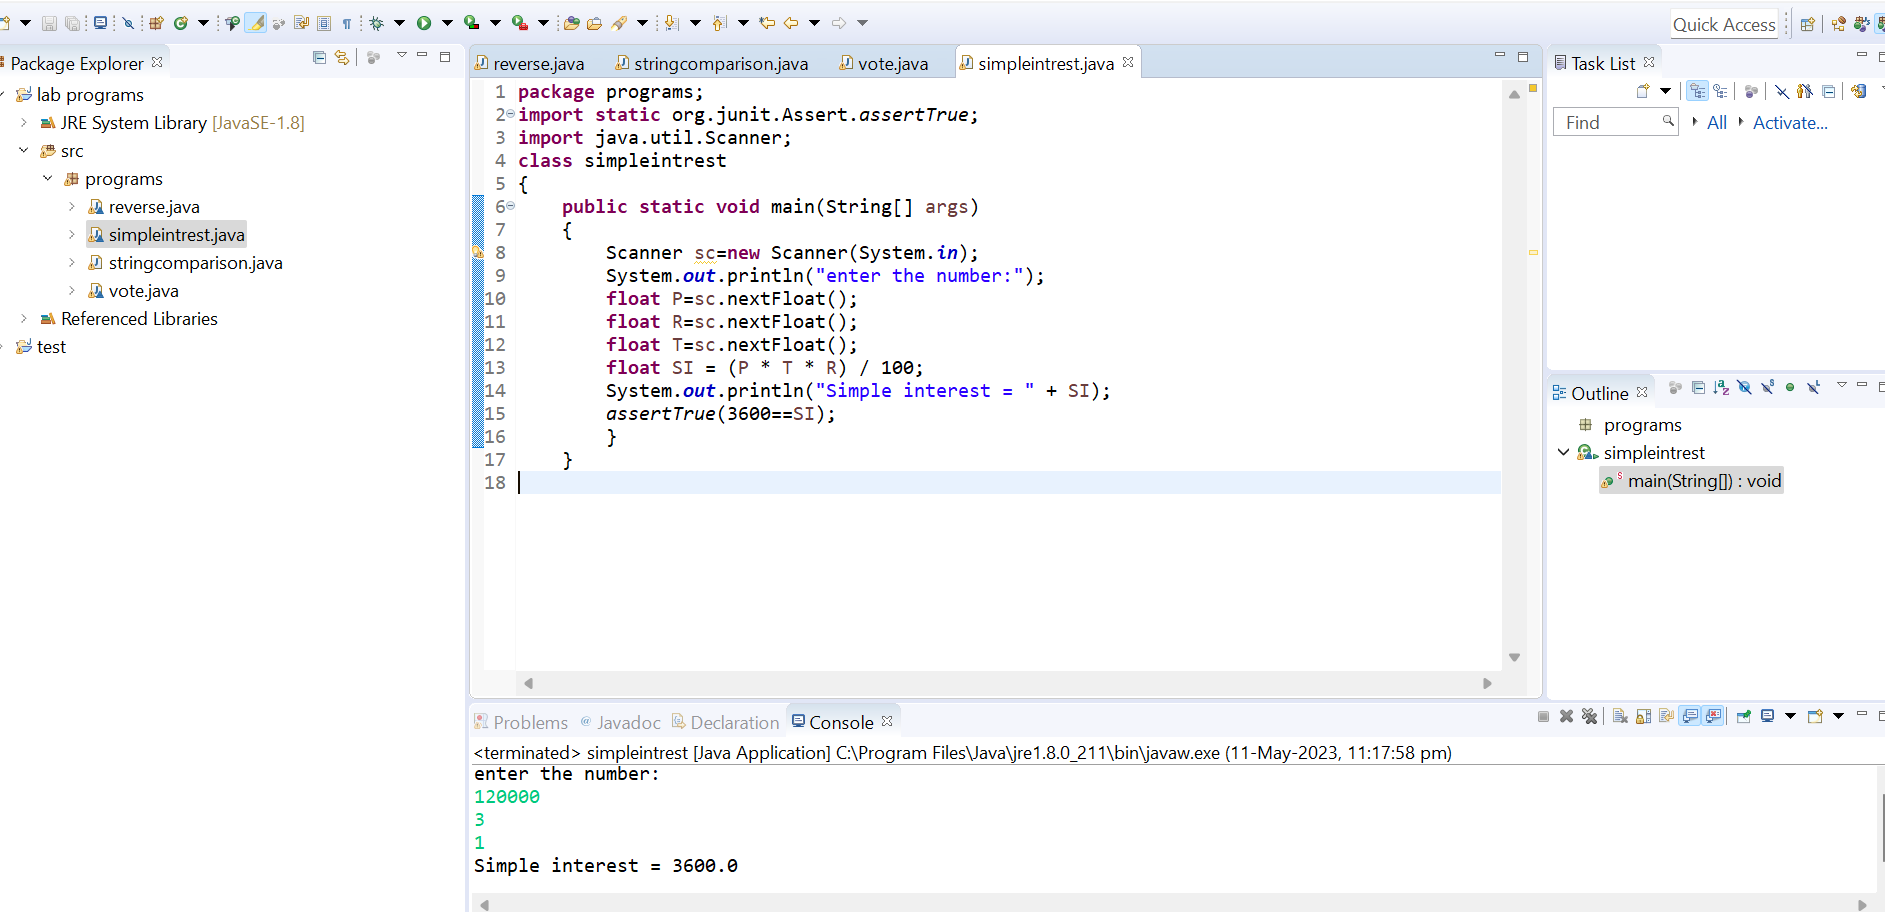 Quick Access
Package Explorer
lab programs
JRE System Library [JavaSE-1.8]
src
programs
reverse.java
simpleintrest.java
stringcomparison.java
vote.java
Referenced Libraries
test
reverse.java stringcomparison.java vote.java simpleintrest.java
1 package programs;
2 import static org.junit.Assert.assertTrue;
3 import java.util.Scanner;
4 class simpleintrest
5 {
6 public static void main(String[] args)
7 {
8 Scanner sc=new Scanner(System.in);
9 System.out.println("enter the number:");
10 float P=sc.nextFloat();
11 float R=sc.nextFloat();
12 float T=sc.nextFloat();
13 float SI = (P * T * R) / 100;
14 System.out.println("Simple interest = " + SI);
15 assertTrue(3600==SI);
16 }
17 }
18
Task List
Find All Activate...
Outline
programs
simpleintrest
main(String[]) : void
Problems @ Javadoc Declaration Console
<terminated> simpleintrest [Java Application] C:\Program Files\Java\jre1.8.0_211\bin\javaw.exe (11-May-2023, 11:17:58 pm)
enter the number:
120000
3
1
Simple interest = 3600.0